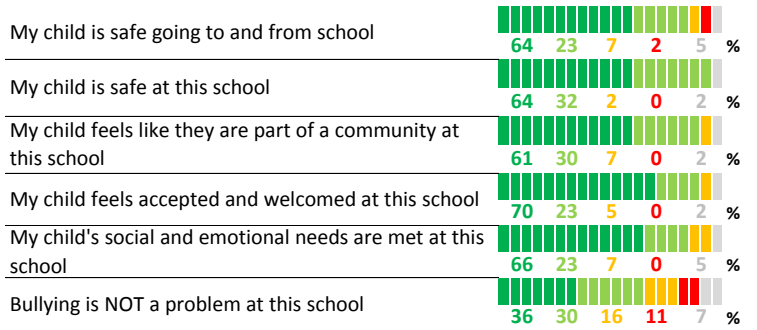 My child is safe going to and from school
64 23 7 2 5 %
My child is safe at this school
64 32 2 0 2 %
My child feels like they are part of a community at
this school
61 30 7 0 2 %
My child feels accepted and welcomed at this school
70 23 5 0 2 %
My child's social and emotional needs are met at this
school
66 23 7 0 5 %
Bullying is NOT a problem at this school
36 30 16 11 7 %